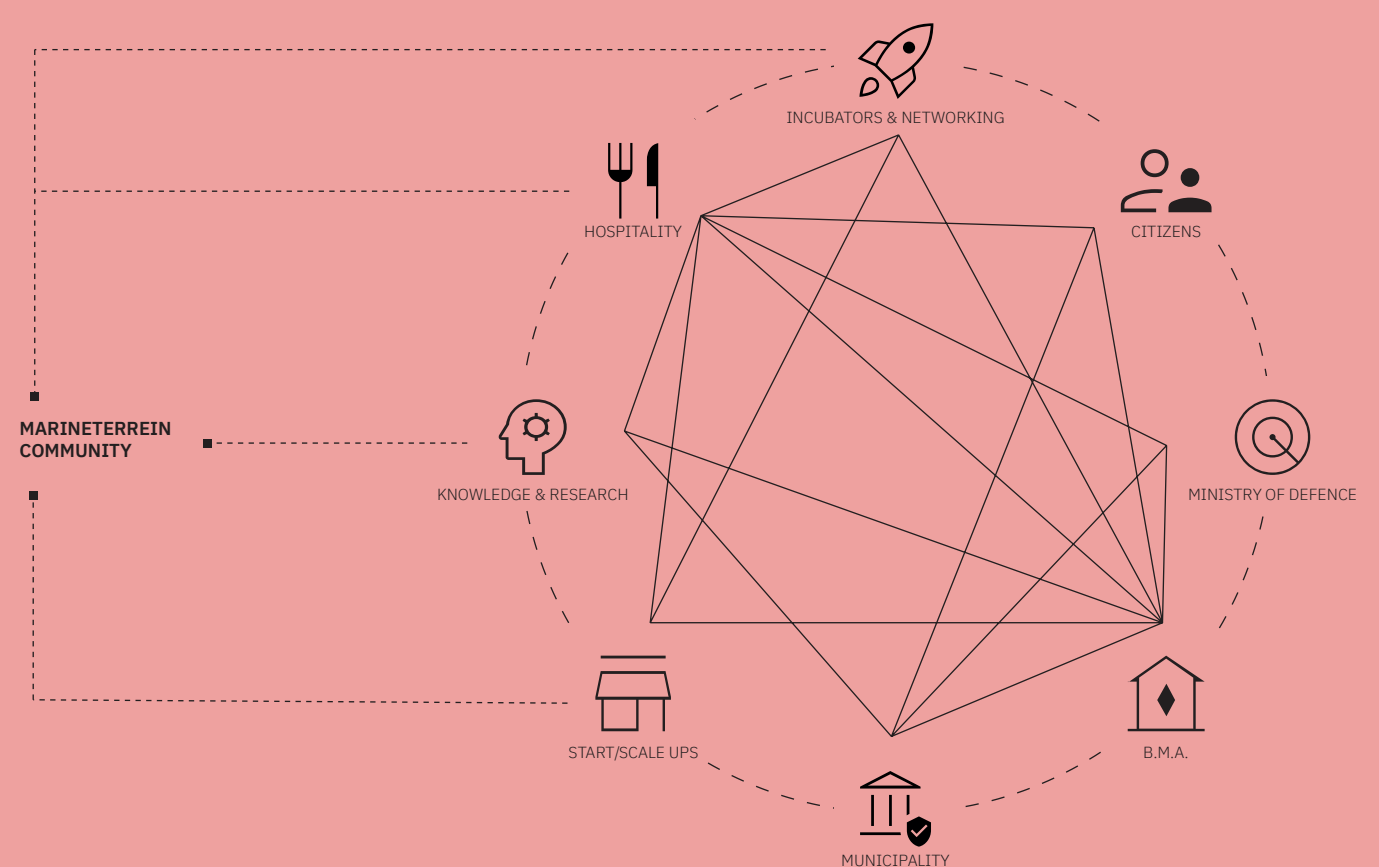 INCUBATORS & NETWORKING
HOSPITALITY
CITIZENS
MARINETERREIN
COMMUNITY
KNOWLEDGE & RESEARCH
MINISTRY OF DEFENCE
START/SCALE UPS
B.M.A.
MUNICIPALITY